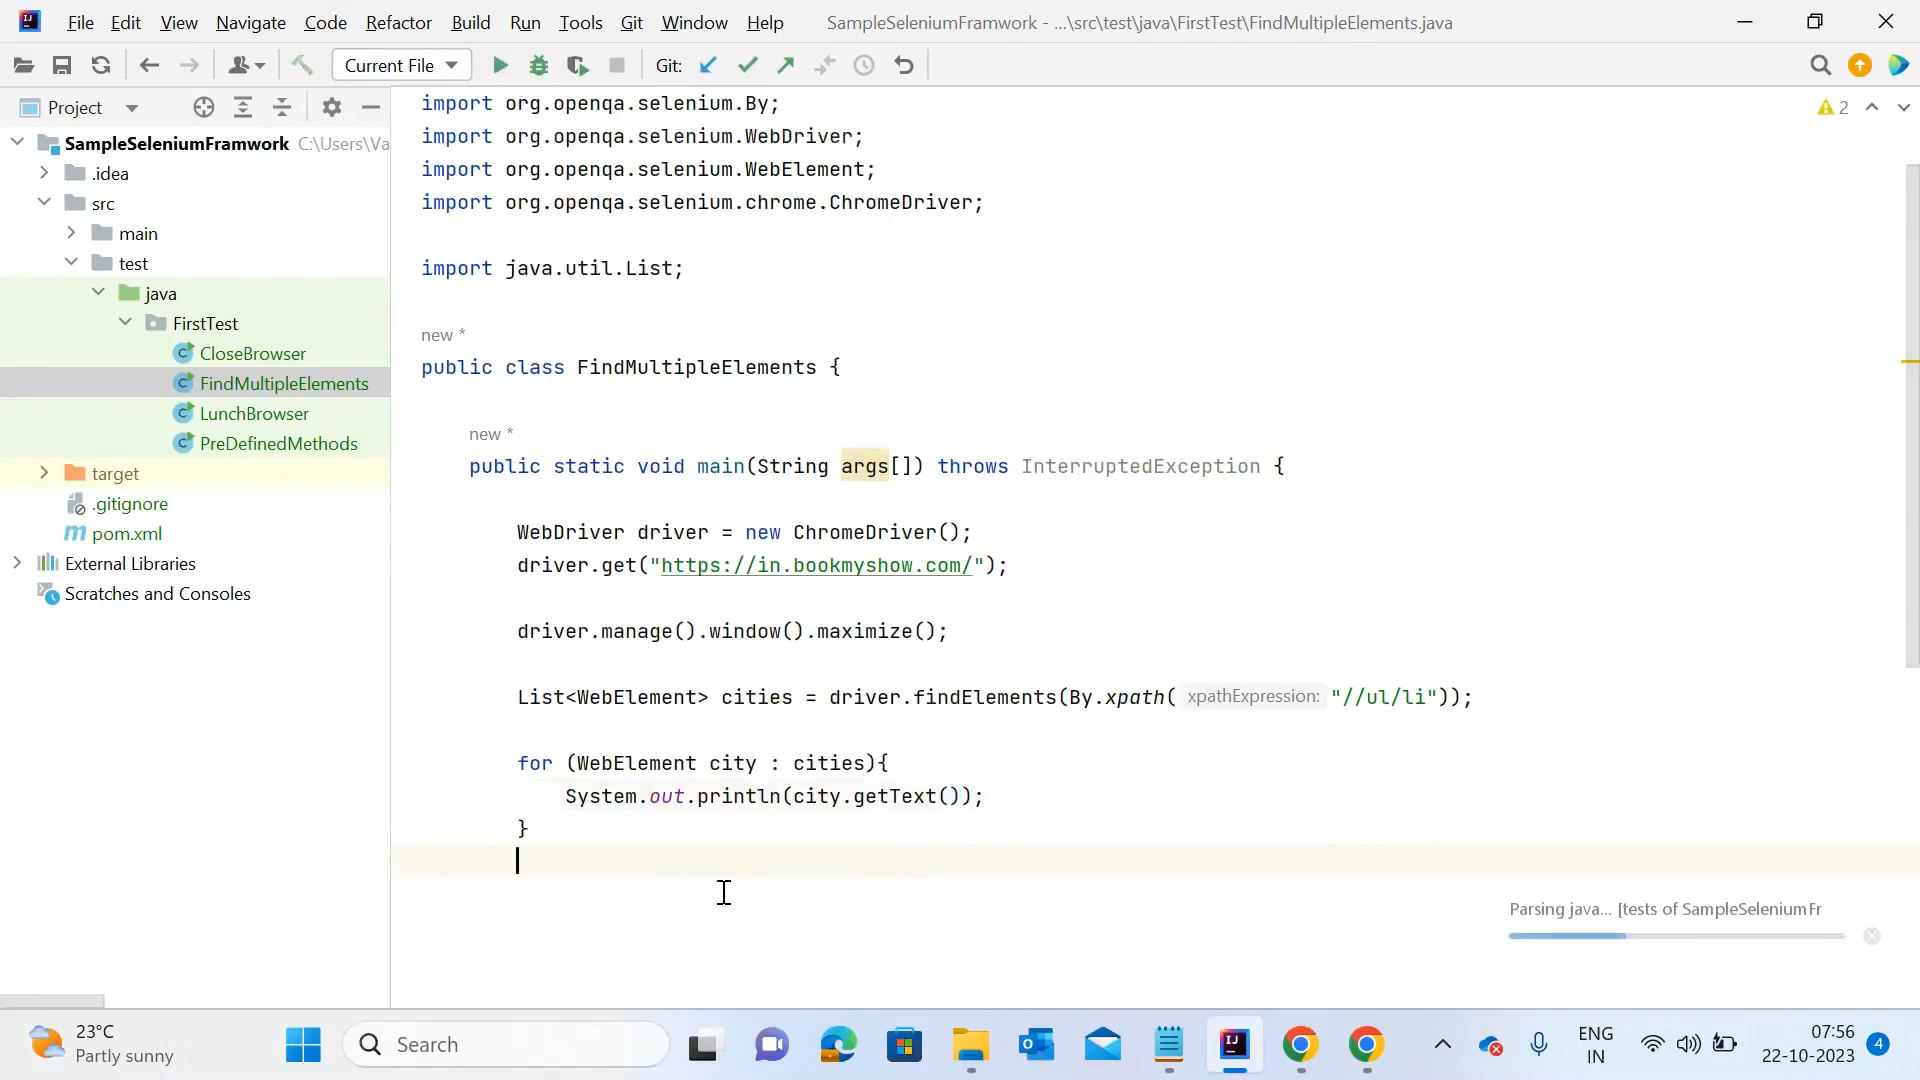 File Edit View Navigate Code Refactor Build Run Tools Git Window Help SampleSeleniumFramwork - ...\src\test\java\FirstTest\FindMultipleElements.java
Current File Git:
Project
SampleSeleniumFramwork C:\Users\Va
.idea
src
main
test
java
FirstTest
CloseBrowser
FindMultipleElements
LunchBrowser
PreDefinedMethods
target
.gitignore
pom.xml
External Libraries
Scratches and Consoles
2
import org.openqa.selenium.By;
import org.openqa.selenium.WebDriver;
import org.openqa.selenium.WebElement;
import org.openqa.selenium.chrome.ChromeDriver;
import java.util.List;
new *
public class FindMultipleElements {
new *
public static void main(String args[]) throws InterruptedException {
WebDriver driver = new ChromeDriver();
driver.get("https://in.bookmyshow.com/");
driver.manage().window().maximize();
List<WebElement> cities = driver.findElements(By.xpath( xpathExpression: "//ul/li"));
for (WebElement city : cities){
System.out.println(city.getText());
}
Parsing java... [tests of SampleSeleniumFr
23°C
Partly sunny
Search
ENG
IN
07:56
22-10-2023
4